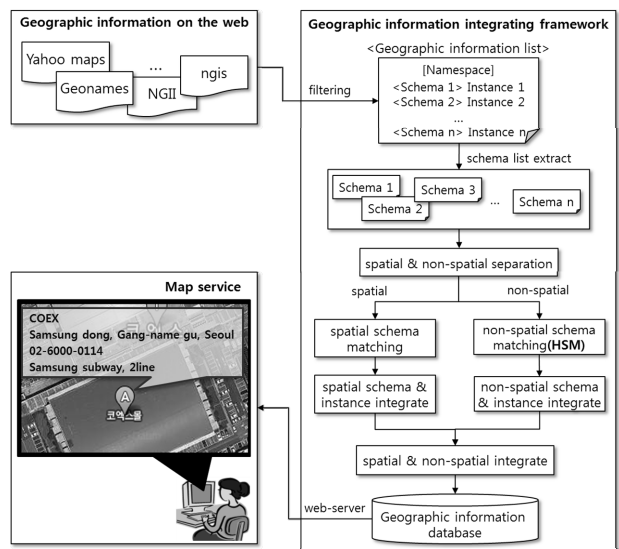 Geographic information on the web
Yahoo maps
Geonames
...
NGII
ngis
Geographic information integrating framework
<Geographic information list>
[Namespace]
<Schema 1> Instance 1
<Schema 2> Instance 2
...
<Schema n> Instance n
filtering
schema list extract
Schema 1
Schema 2
Schema 3
...
Schema n
spatial & non-spatial separation
spatial
non-spatial
spatial schema
matching
non-spatial schema
matching(HSM)
spatial schema &
instance integrate
non-spatial schema
& instance integrate
spatial & non-spatial integrate
web-server
Geographic information
database
Map service
COEX
Samsung dong, Gang-name gu, Seoul
02-6000-0114
Samsung subway, 2line
코엑스
A
코엑스몰